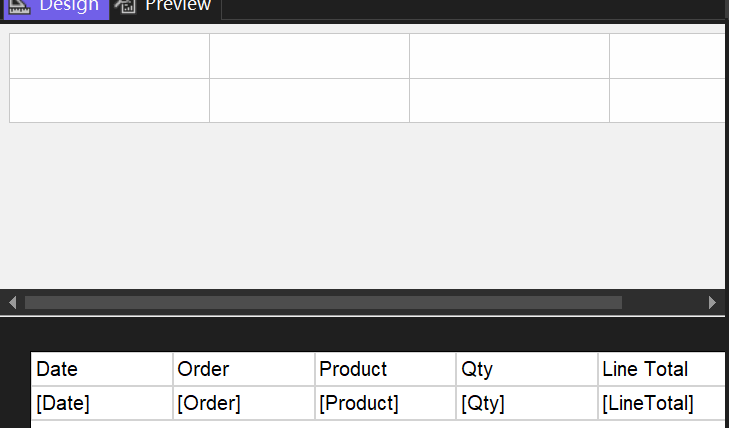 Design Preview
Date Order Product Qty Line Total
[Date] [Order] [Product] [Qty] [LineTotal]